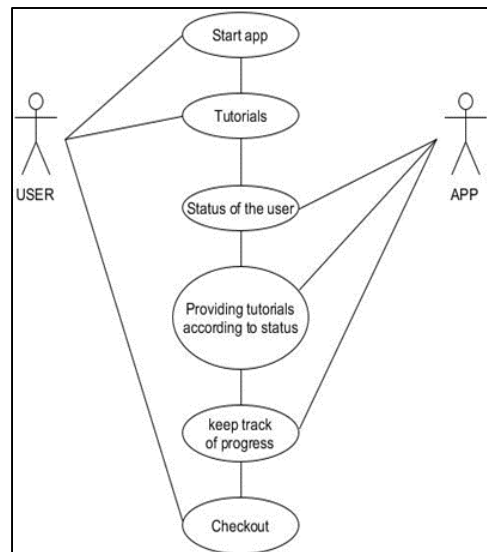 Start app
Tutorials
USER
APP
Status of the user
Providing tutorials
according to status
keep track
of progress
Checkout